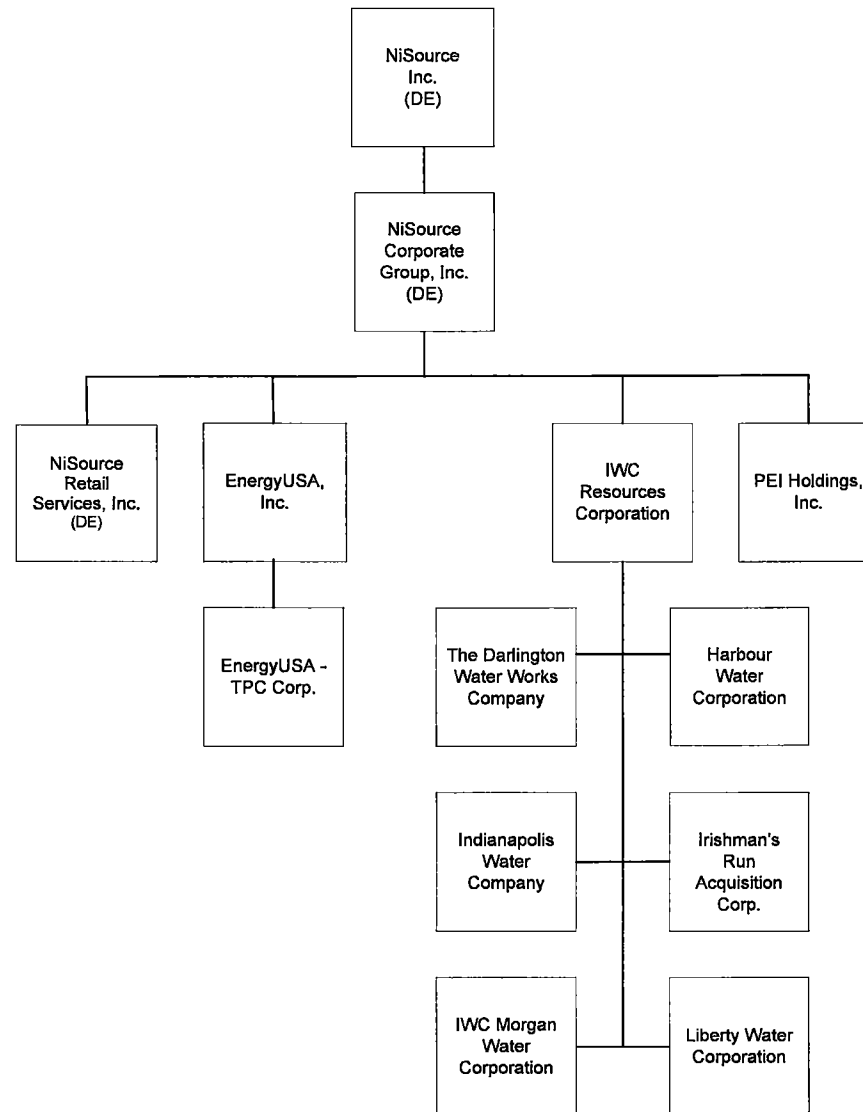 NiSource
Inc.
(DE)
NiSource
Corporate
Group, Inc.
(DE)
NiSource
Retail
Services, Inc.
(DE)
EnergyUSA,
Inc.
IWC
Resources
Corporation
PEI Holdings,
Inc.
EnergyUSA -
TPC Corp.
The Darlington
Water Works
Company
Harbour
Water
Corporation
Indianapolis
Water
Company
Irishman's
Run
Acquisition
Corp.
IWC Morgan
Water
Corporation
Liberty Water
Corporation